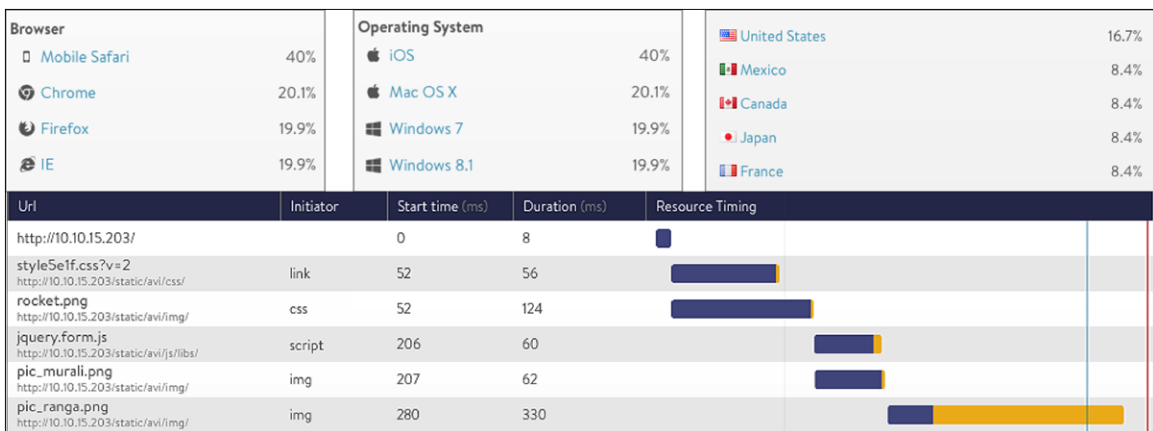 Browser
Mobile Safari 40%
Chrome 20.1%
Firefox 19.9%
IE 19.9%
Operating System
iOS 40%
Mac OS X 20.1%
Windows 7 19.9%
Windows 8.1 19.9%
United States 16.7%
Mexico 8.4%
Canada 8.4%
Japan 8.4%
France 8.4%
Url Initiator Start time (ms) Duration (ms) Resource Timing
http://10.10.15.203/ 0 8
style5e1f.css?v=2
http://10.10.15.203/static/avi/css/
link 52 56
rocket.png
http://10.10.15.203/static/avi/img/
css 52 124
jquery.form.js
http://10.10.15.203/static/avi/js/libs/
script 206 60
pic_murali.png
http://10.10.15.203/static/avi/img/
img 207 62
pic_ranga.png
http://10.10.15.203/static/avi/img/
img 280 330